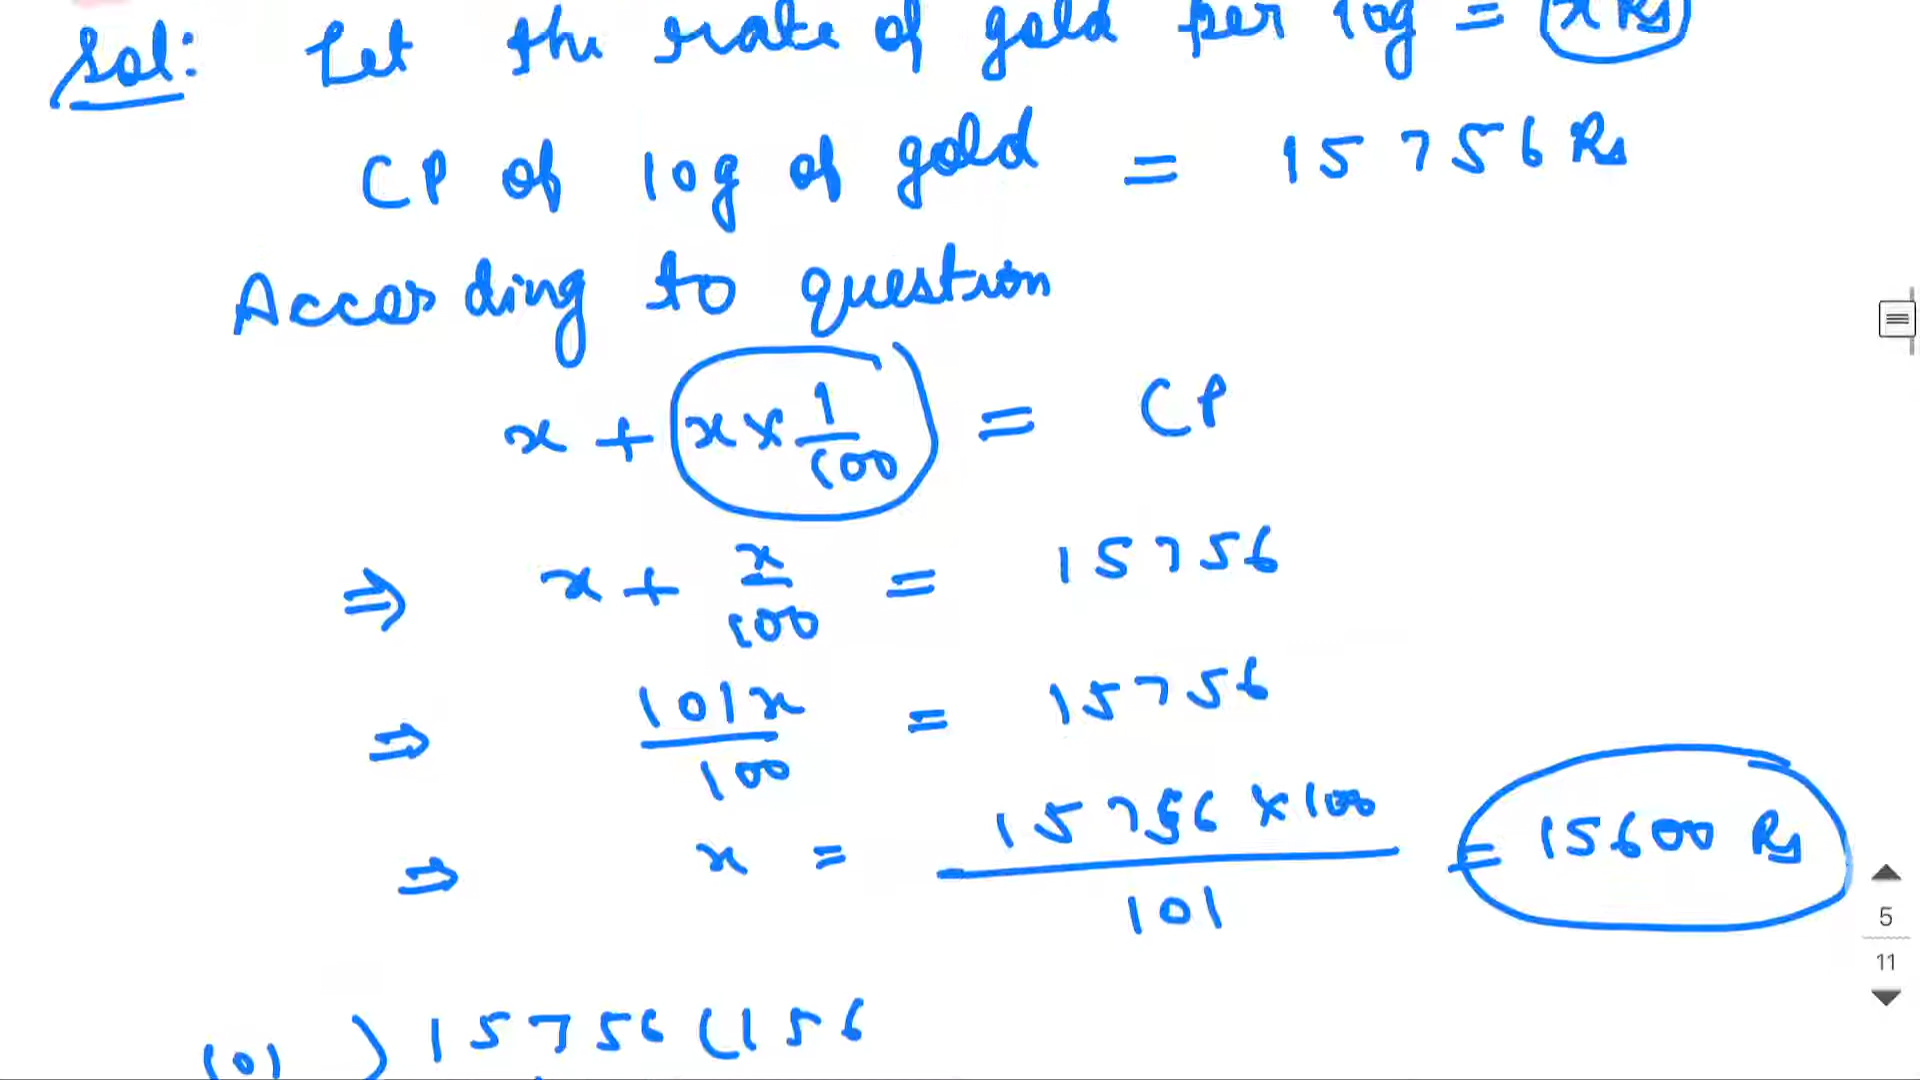 Sol: Let the rate of gold per 10g = x Rs
CP of 10g of gold = 15756 Rs
According to question
x + x × 1/100 = CP
⇒ x + x/100 = 15756
⇒ 101x/100 = 15756
⇒ x = 15756 × 100/101 = 15600 Rs
101 ) 15756 ( 156
5
11